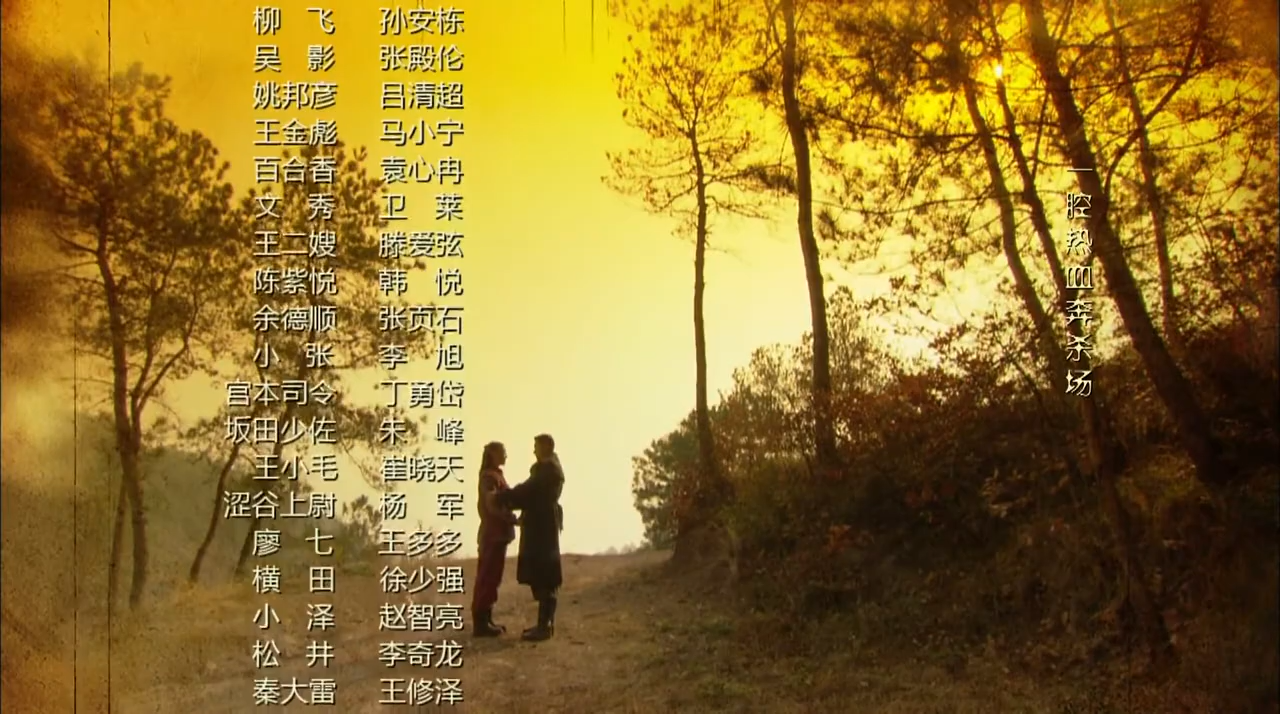 柳飞 孙安栋
吴影 张殿伦
姚邦彦 吕清超
王金彪 马小宁
百合香 袁心冉
文秀 卫莱
王二嫂 滕爱弦
陈紫悦 韩悦
余德顺 张页石
小张 李旭
宫本司令 丁勇岱
坂田少佐 朱峰
王小毛 崔晓天
涩谷上尉 杨军
廖七 王多多
横田 徐少强
小泽 赵智亮
松井 李奇龙
秦大雷 王修泽
一腔热血奔杀场